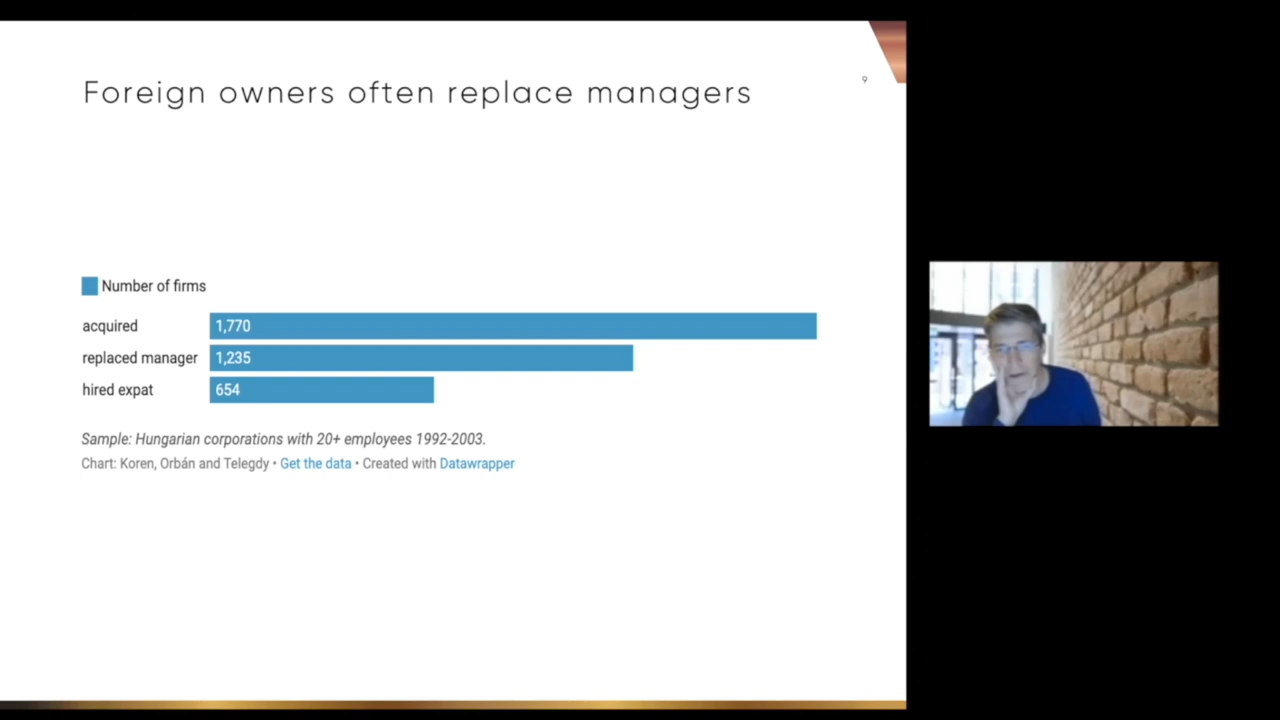 9
Foreign owners often replace managers
Number of firms
acquired 1,770
replaced manager 1,235
hired expat 654
Sample: Hungarian corporations with 20+ employees 1992-2003.
Chart: Koren, Orbán and Telegdy • Get the data • Created with Datawrapper